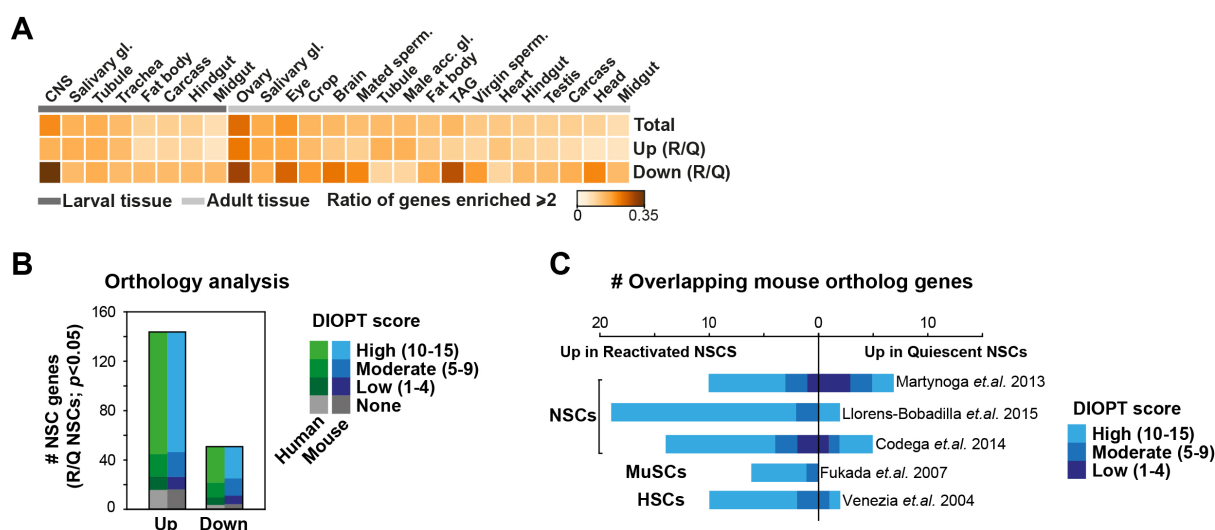 A
CNS
Salivary gl.
Tubule
Trachea
Fat body
Carcass
Hindgut
Midgut
Ovary
Salivary gl.
Eye
Crop
Brain
Mated sperm.
Tubule
Male acc. gl.
Fat body
TAG
Virgin sperm.
Heart
Hindgut
Testis
Carcass
Head
Midgut
Total
Up (R/Q)
Down (R/Q)
Larval tissue
Adult tissue
Ratio of genes enriched ⩾2
0
0.35
B
Orthology analysis
# NSC genes
(R/Q NSCs; p<0.05)
160
120
80
40
0
Up
Down
DIOPT score
High (10-15)
Moderate (5-9)
Low (1-4)
None
Human
Mouse
C
# Overlapping mouse ortholog genes
20
10
0
10
Up in Reactivated NSCS
Up in Quiescent NSCs
NSCs
MuSCs
HSCs
Martynoga et.al. 2013
Llorens-Bobadilla et.al. 2015
Codega et.al. 2014
Fukada et.al. 2007
Venezia et.al. 2004
DIOPT score
High (10-15)
Moderate (5-9)
Low (1-4)